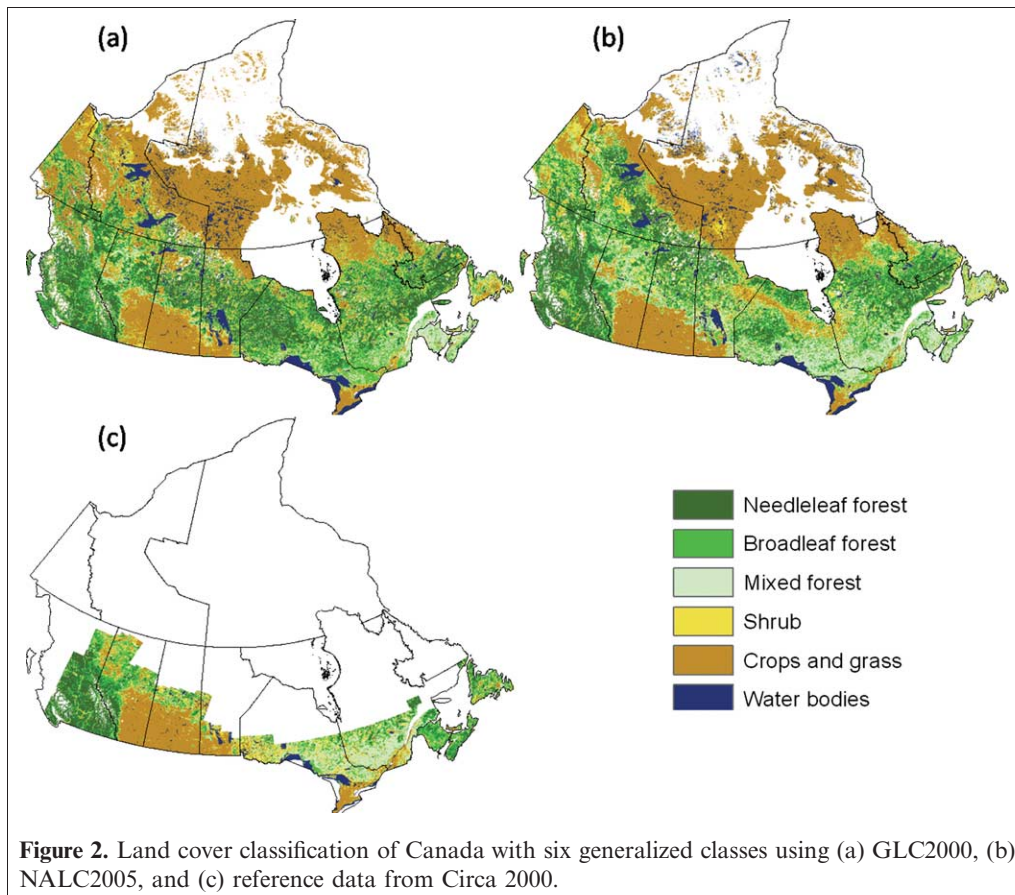 (a)
(b)
(c)
Needleleaf forest
Broadleaf forest
Mixed forest
Shrub
Crops and grass
Water bodies
Figure 2. Land cover classification of Canada with six generalized classes using (a) GLC2000, (b)
NALC2005, and (c) reference data from Circa 2000.